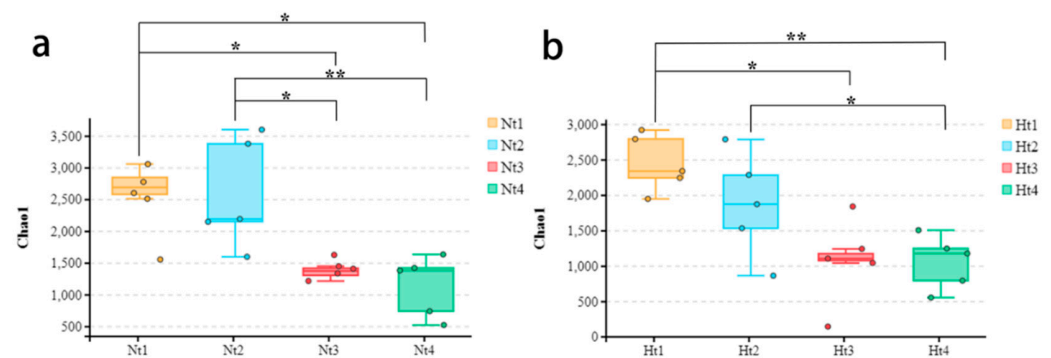 a
*
*
**
*
Chao1
3,500
3,000
2,500
2,000
1,500
1,000
500
Nt1
Nt2
Nt3
Nt4
Nt1
Nt2
Nt3
Nt4
b
**
*
*
Chao1
3,000
2,500
2,000
1,500
1,000
500
0
Ht1
Ht2
Ht3
Ht4
Ht1
Ht2
Ht3
Ht4